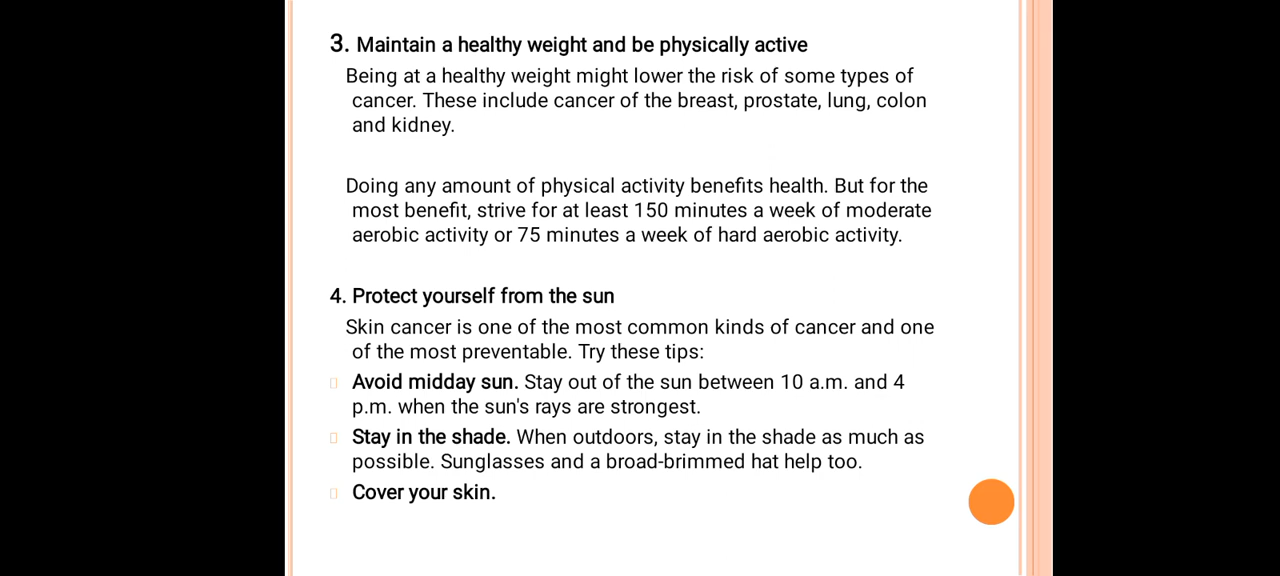 3. Maintain a healthy weight and be physically active
Being at a healthy weight might lower the risk of some types of
cancer. These include cancer of the breast, prostate, lung, colon
and kidney.
Doing any amount of physical activity benefits health. But for the
most benefit, strive for at least 150 minutes a week of moderate
aerobic activity or 75 minutes a week of hard aerobic activity.
4. Protect yourself from the sun
Skin cancer is one of the most common kinds of cancer and one
of the most preventable. Try these tips:
Avoid midday sun. Stay out of the sun between 10 a.m. and 4
p.m. when the sun's rays are strongest.
Stay in the shade. When outdoors, stay in the shade as much as
possible. Sunglasses and a broad-brimmed hat help too.
Cover your skin.